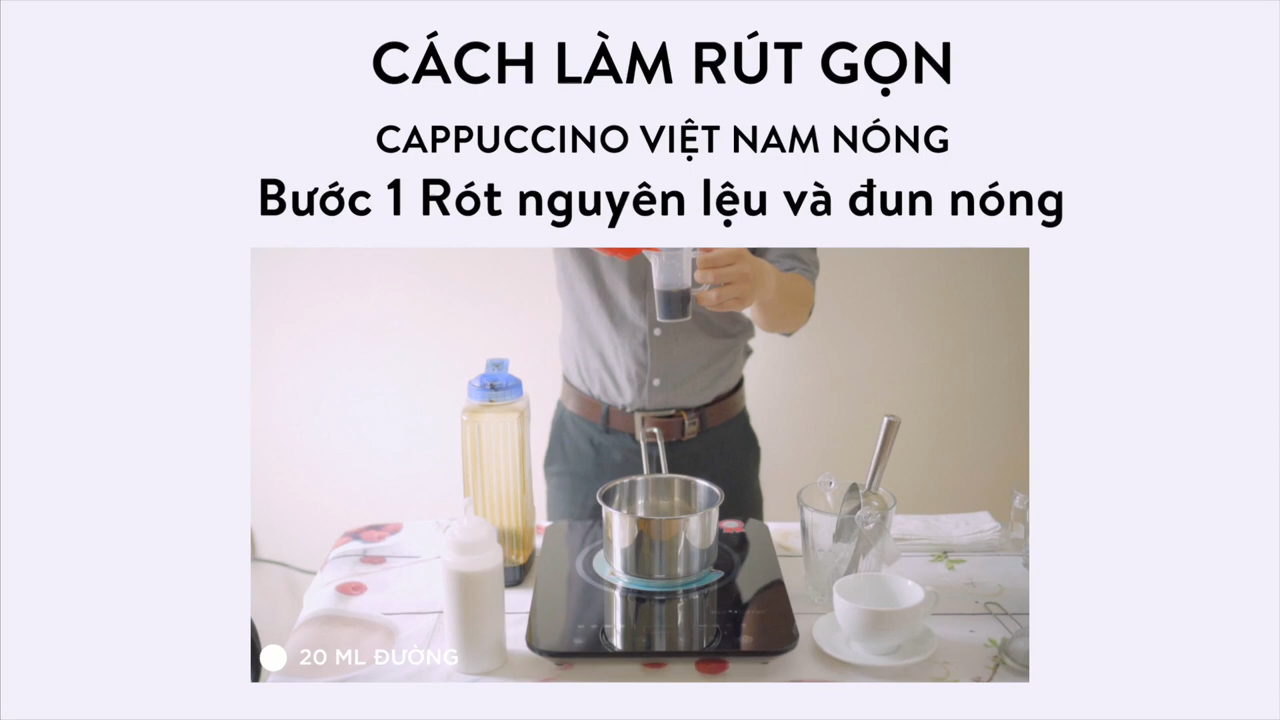 CÁCH LÀM RÚT GỌN
CAPPUCCINO VIỆT NAM NÓNG
Bước 1 Rót nguyên lệu và đun nóng
20 ML ĐƯỜNG